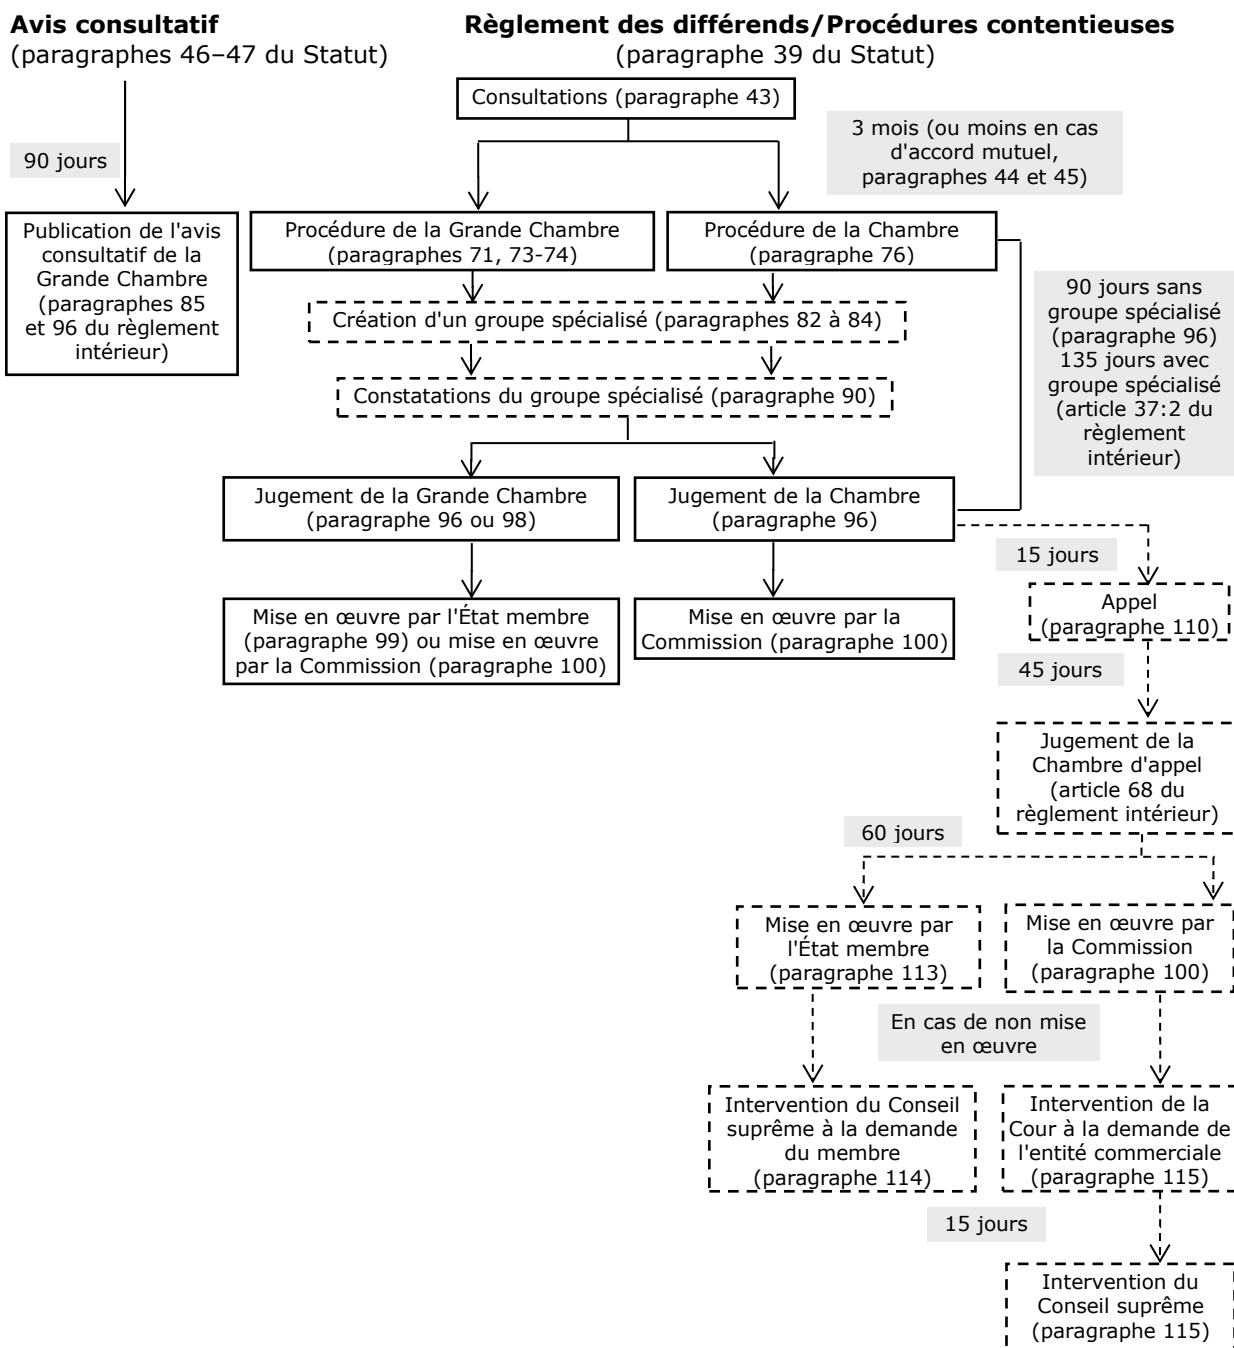 Avis consultatif
(paragraphes 46–47 du Statut)
Règlement des différends/Procédures contentieuses
(paragraphe 39 du Statut)
Consultations (paragraphe 43)
3 mois (ou moins en cas
d'accord mutuel,
paragraphes 44 et 45)
90 jours
Publication de l'avis
consultatif de la
Grande Chambre
(paragraphes 85
et 96 du règlement
intérieur)
Procédure de la Grande Chambre
(paragraphes 71, 73-74)
Procédure de la Chambre
(paragraphe 76)
Création d'un groupe spécialisé (paragraphes 82 à 84)
Constatations du groupe spécialisé (paragraphe 90)
90 jours sans
groupe spécialisé
(paragraphe 96)
135 jours avec
groupe spécialisé
(article 37:2 du
règlement
intérieur)
Jugement de la Grande Chambre
(paragraphe 96 ou 98)
Jugement de la Chambre
(paragraphe 96)
15 jours
Appel
(paragraphe 110)
Mise en œuvre par l'État membre
(paragraphe 99) ou mise en œuvre
par la Commission (paragraphe 100)
Mise en œuvre par la
Commission (paragraphe 100)
45 jours
Jugement de la
Chambre d'appel
(article 68 du
règlement intérieur)
60 jours
Mise en œuvre par
l'État membre
(paragraphe 113)
Mise en œuvre par
la Commission
(paragraphe 100)
En cas de non mise
en œuvre
Intervention du Conseil
suprême à la demande
du membre
(paragraphe 114)
Intervention de la
Cour à la demande de
l'entité commerciale
(paragraphe 115)
15 jours
Intervention du
Conseil suprême
(paragraphe 115)